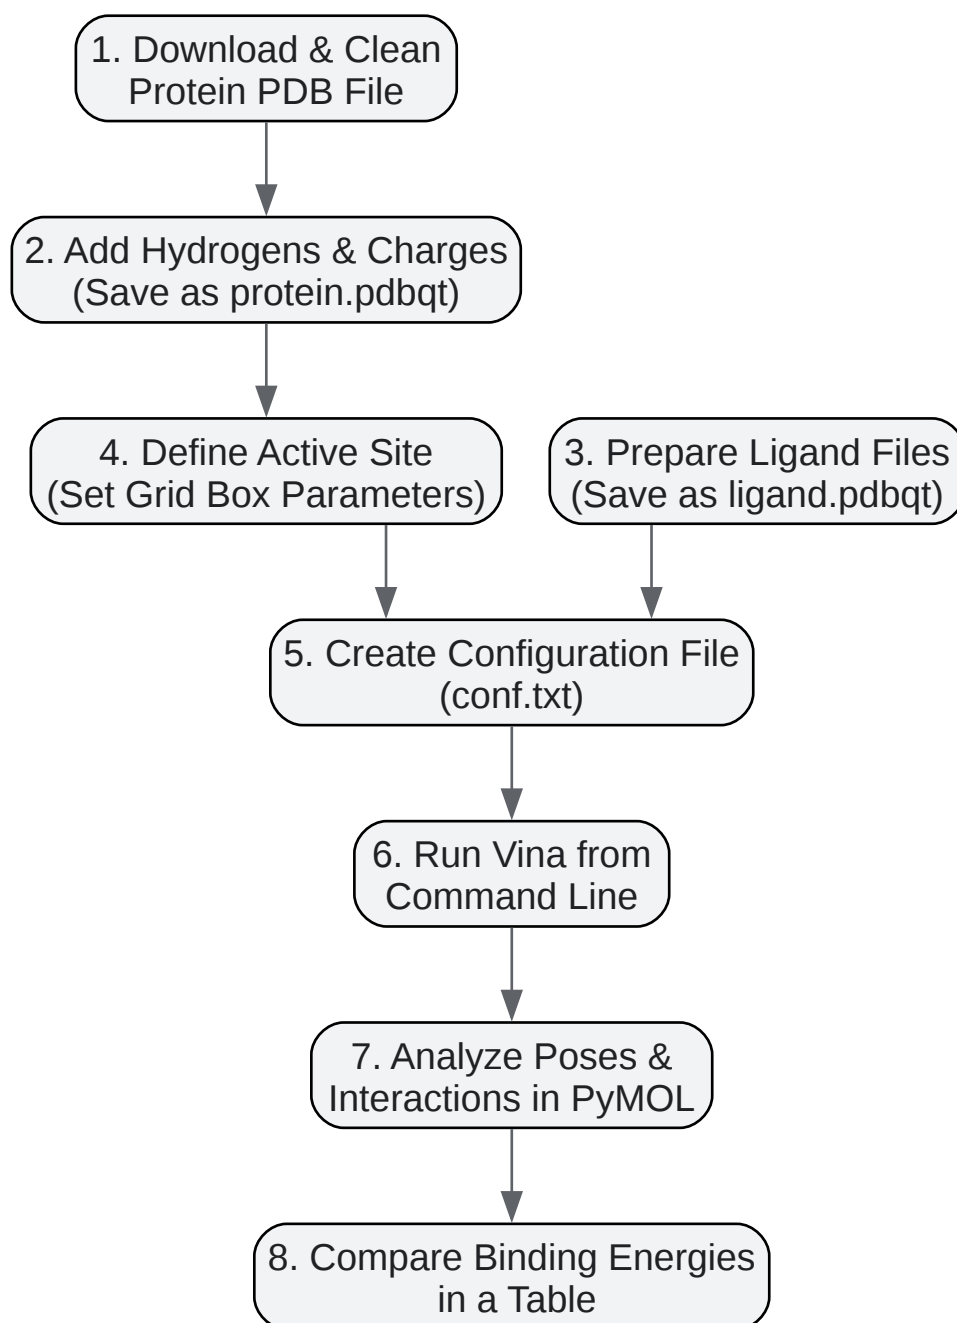 1. Download & Clean
Protein PDB File
2. Add Hydrogens & Charges
(Save as protein.pdbqt)
4. Define Active Site
(Set Grid Box Parameters)
3. Prepare Ligand Files
(Save as ligand.pdbqt)
5. Create Configuration File
(conf.txt)
6. Run Vina from
Command Line
7. Analyze Poses &
Interactions in PyMOL
8. Compare Binding Energies
in a Table